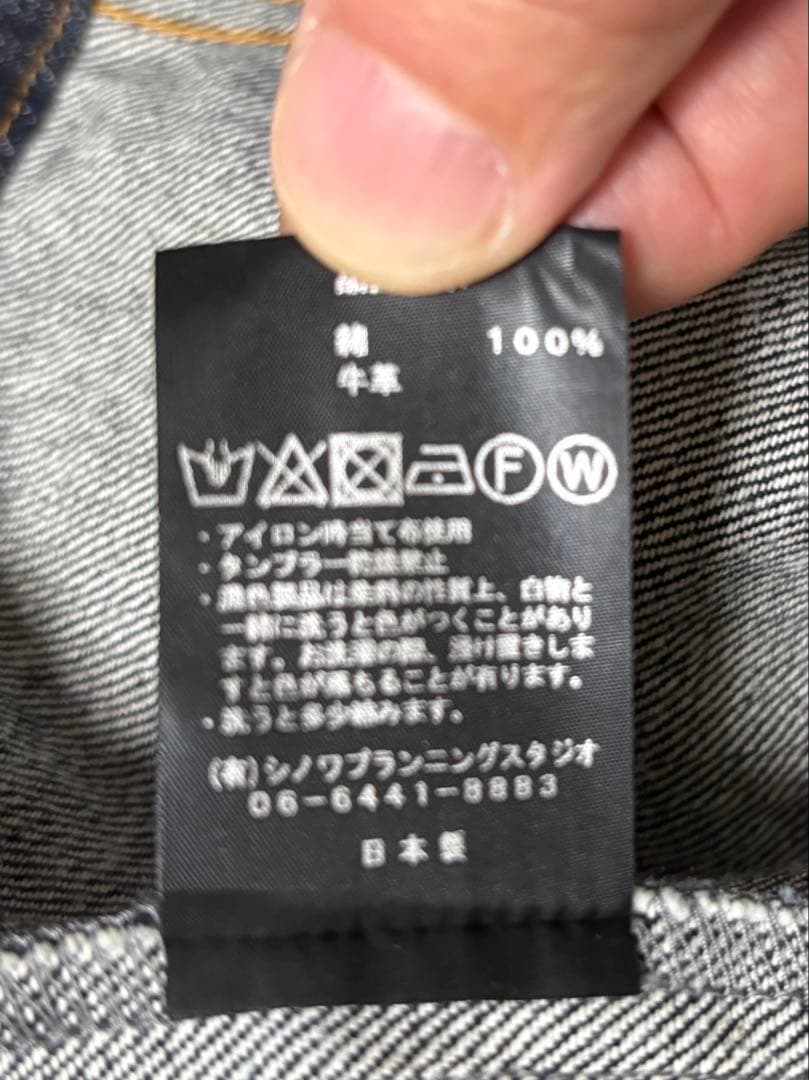 綿 100%
牛革
F W
・アイロン時当て布使用
・タンブラー乾燥禁止
・濃色製品は染料の性質上、白物と
一緒に洗うと色がつくことがあり
ます。お洗濯の際、漬け置きしま
すと色が落ちることが有ります。
・洗うと多少縮みます。
(有)シノワプランニングスタジオ
06-6441-8883
日本製